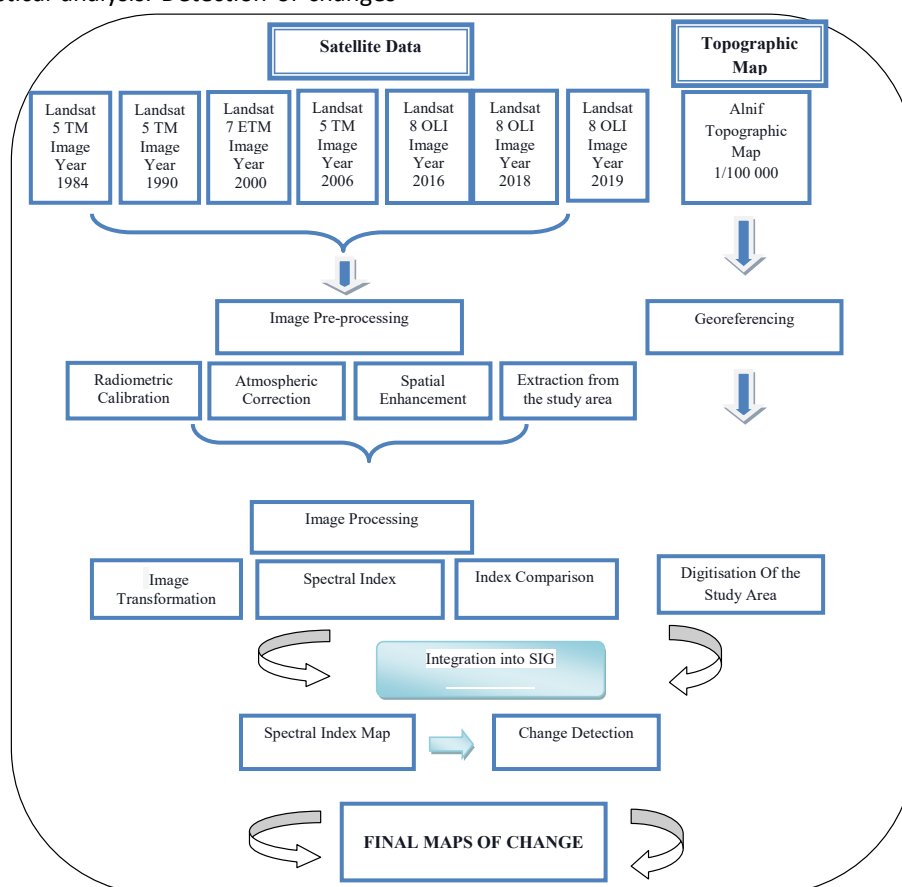 Satellite Data
Topographic
Map
Landsat
5 TM
Image
Year
1984
Landsat
5 TM
Image
Year
1990
Landsat
7 ETM
Image
Year
2000
Landsat
5 TM
Image
Year
2006
Landsat
8 OLI
Image
Year
2016
Landsat
8 OLI
Image
Year
2018
Landsat
8 OLI
Image
Year
2019
Alnif
Topographic
Map
1/100 000
Image Pre-processing
Georeferencing
Radiometric
Calibration
Atmospheric
Correction
Spatial
Enhancement
Extraction from
the study area
Image Processing
Image
Transformation
Spectral Index
Index Comparison
Digitisation Of the
Study Area
Integration into SIG
Spectral Index Map
Change Detection
FINAL MAPS OF CHANGE